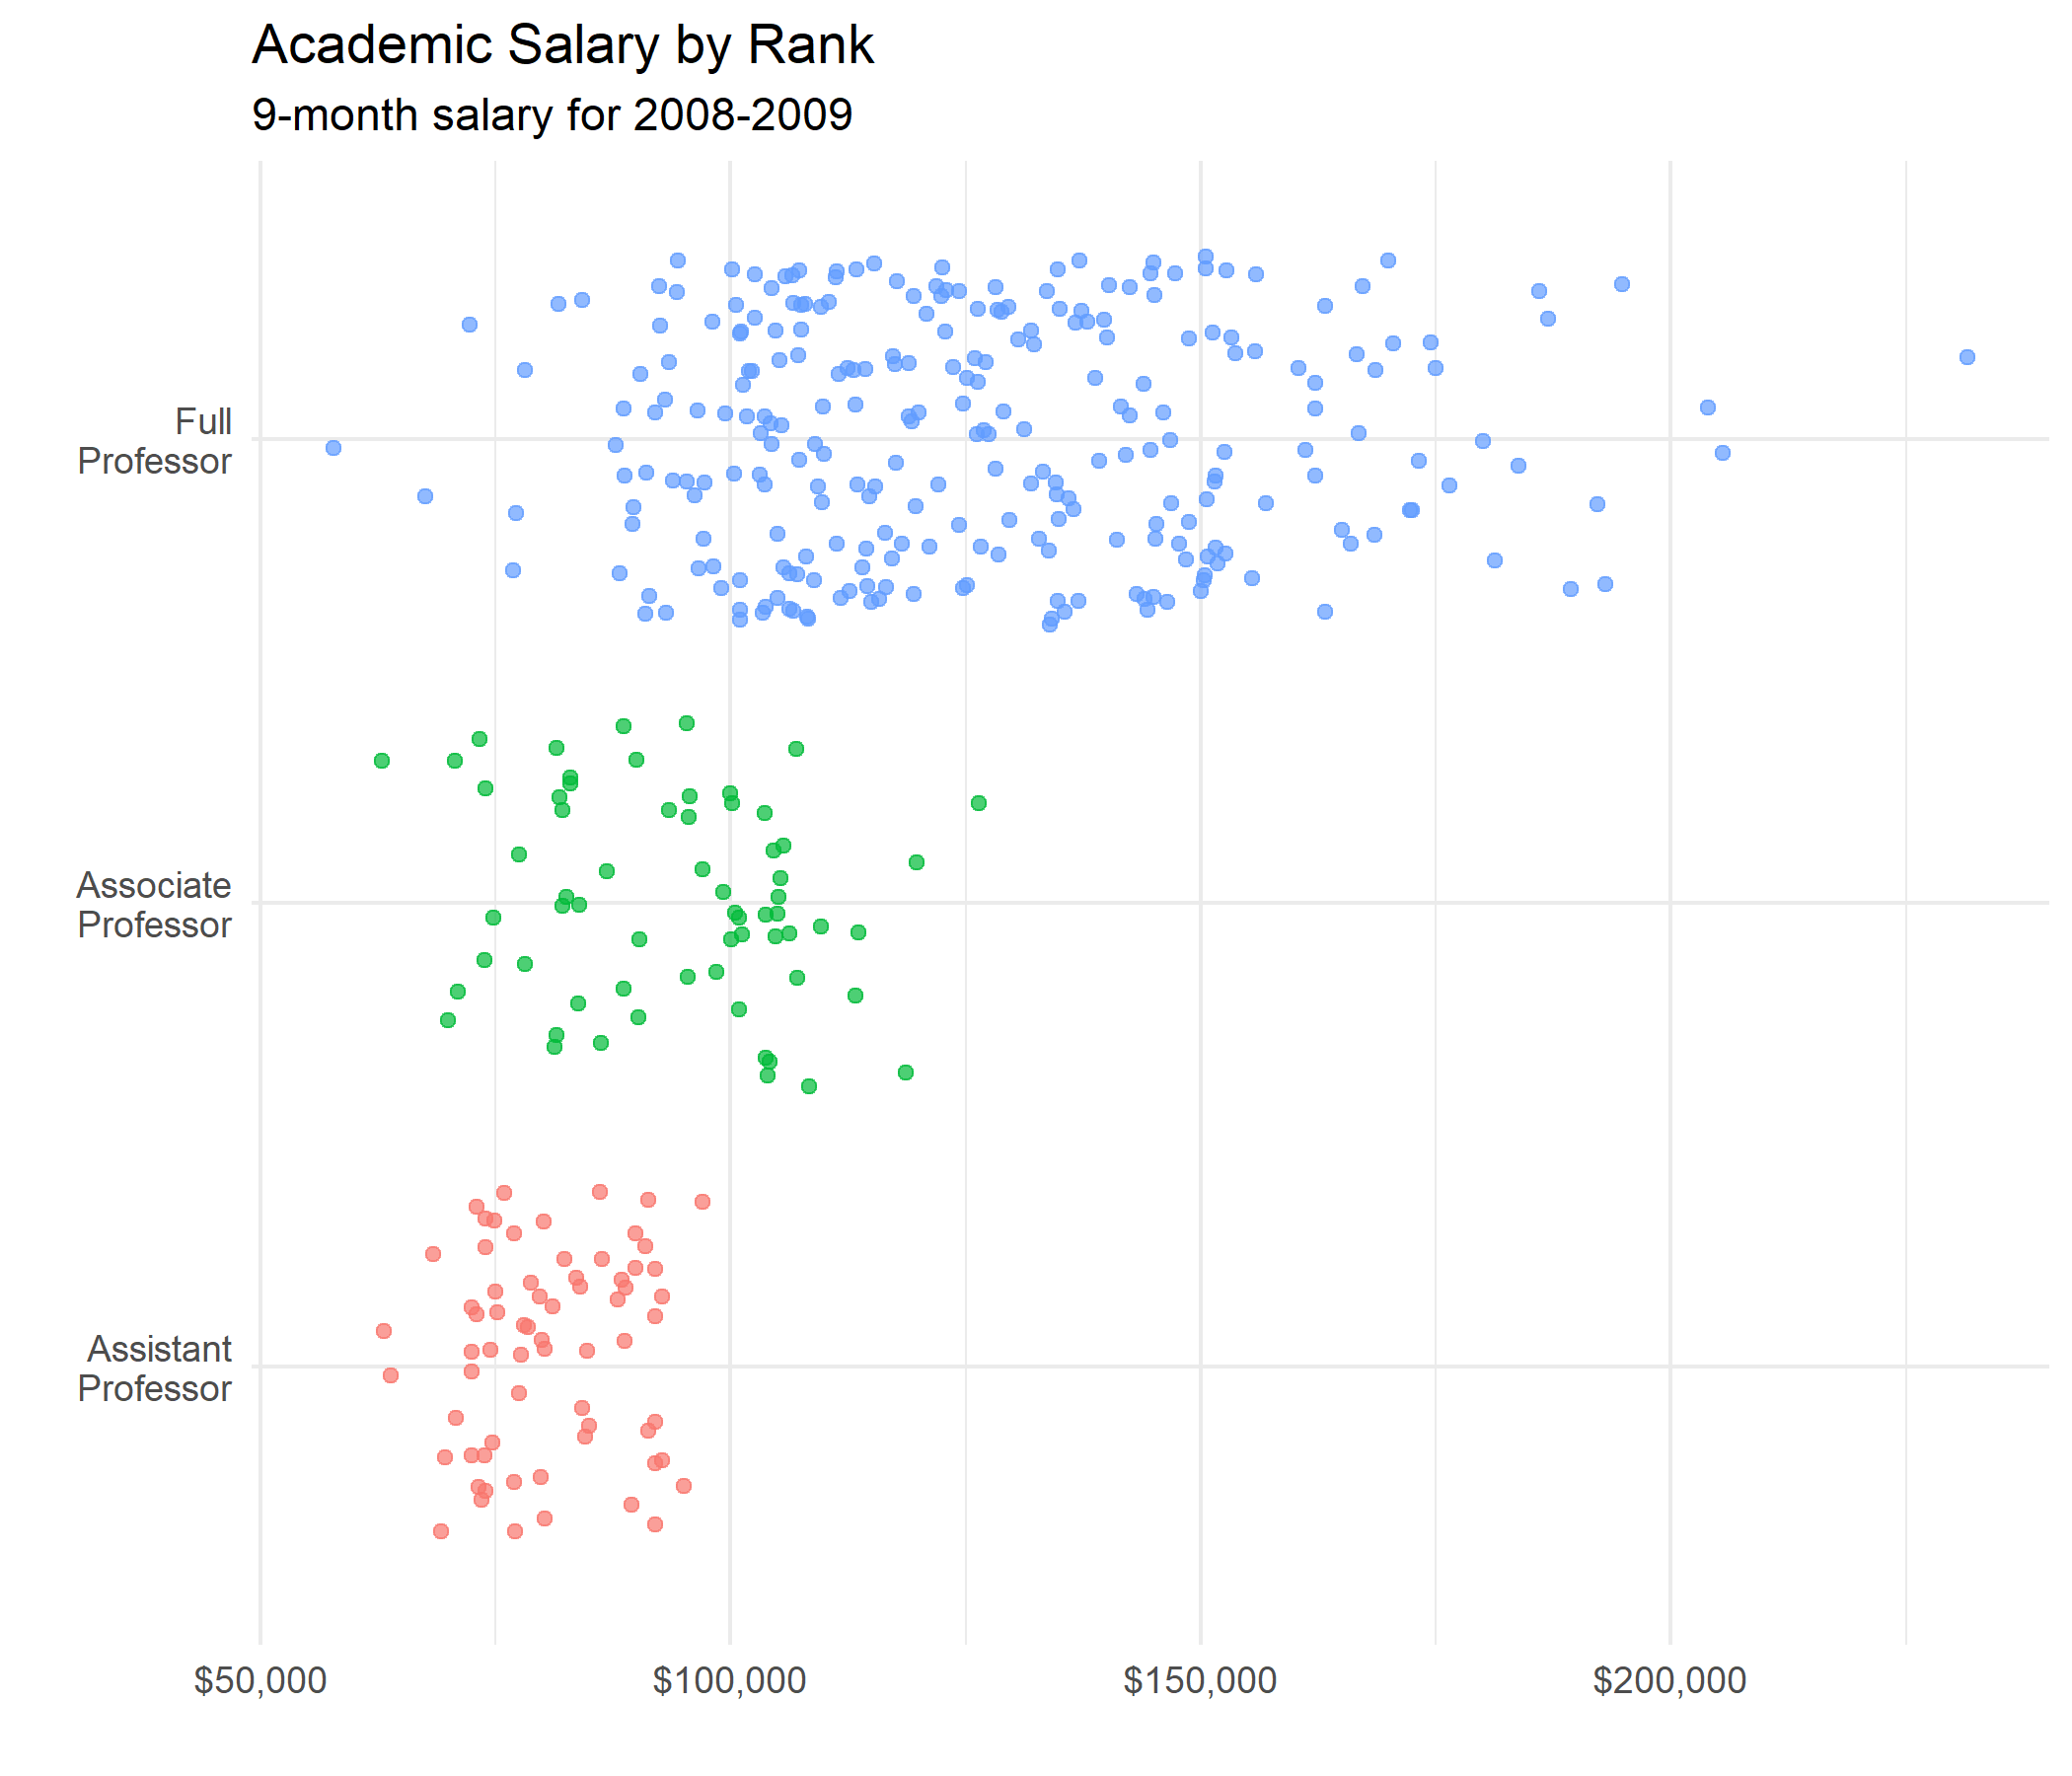 Academic Salary by Rank
9-month salary for 2008-2009
Full
Professor
Associate
Professor
Assistant
Professor
$50,000
$100,000
$150,000
$200,000